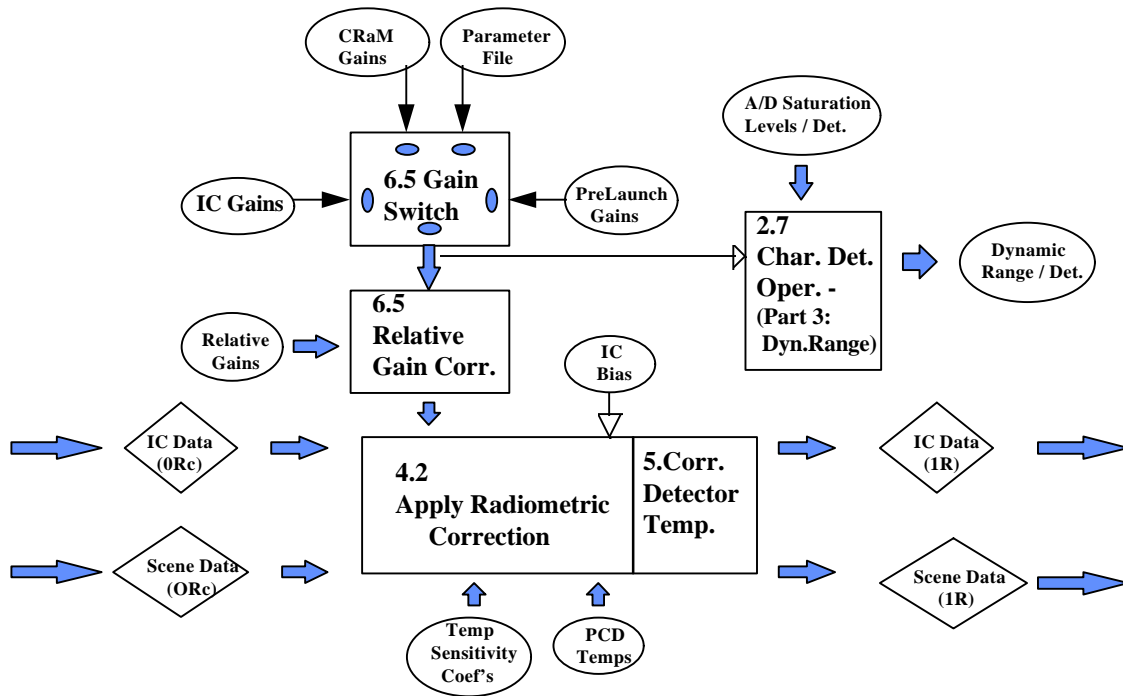 CRaM
Gains
Parameter
File
A/D Saturation
Levels / Det.
6.5 Gain
Switch
IC Gains
PreLaunch
Gains
2.7
Char. Det.
Oper. -
(Part 3:
Dyn.Range)
Dynamic
Range / Det.
6.5
Relative
Gain Corr.
Relative
Gains
IC
Bias
IC Data
(0Rc)
4.2
Apply Radiometric
Correction
5.Corr.
Detector
Temp.
IC Data
(1R)
Scene Data
(ORc)
Scene Data
(1R)
Temp
Sensitivity
Coef's
PCD
Temps